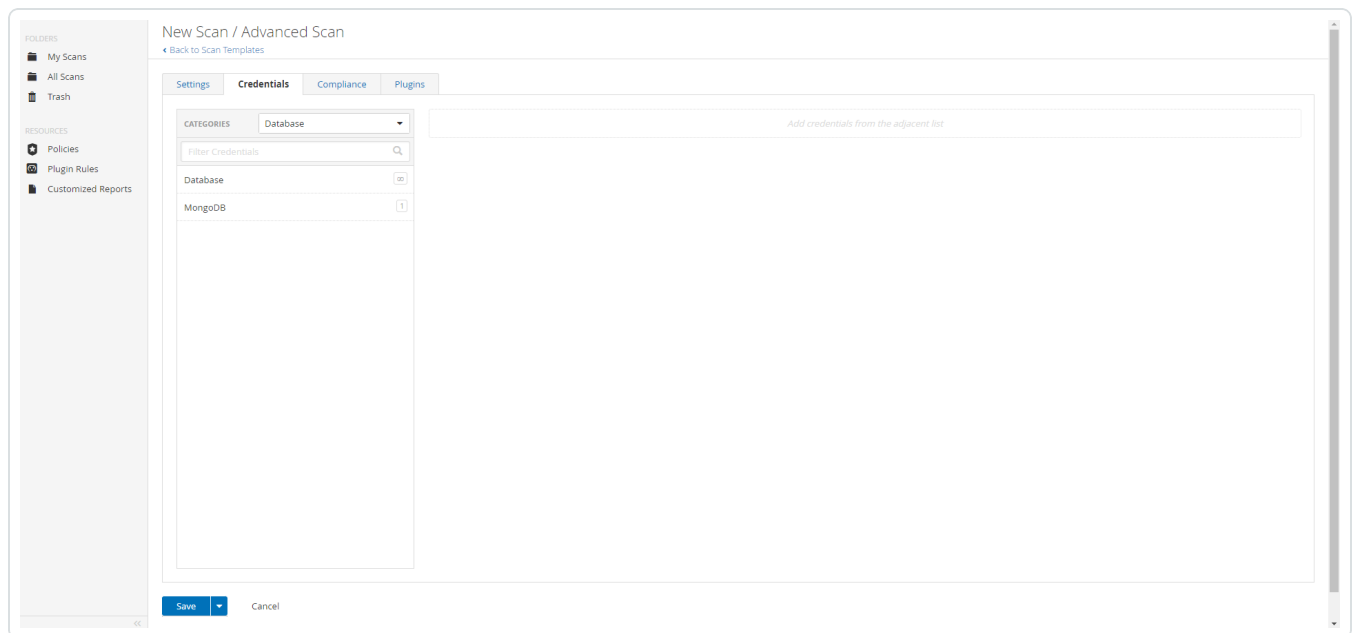 FOLDERS
My Scans
All Scans
Trash
RESOURCES
Policies
Plugin Rules
Customized Reports
New Scan / Advanced Scan
Back to Scan Templates
Settings Credentials Compliance Plugins
CATEGORIES Database
Filter Credentials
Database ∞
MongoDB 1
Add credentials from the adjacent list
Save Cancel